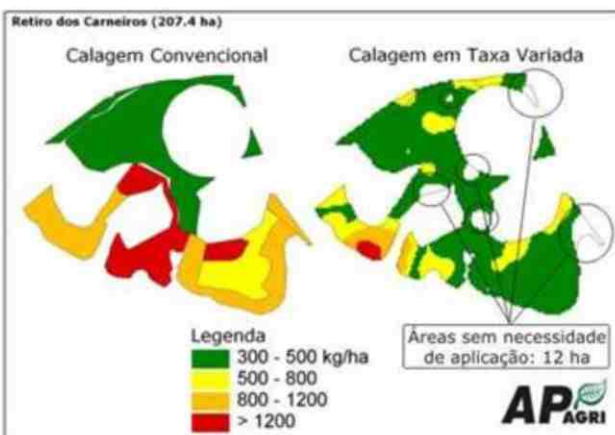 Retiro dos Carneiros (207.4 ha)
Calagem Convencional
Calagem em Taxa Variada
Legenda
300 - 500 kg/ha
500 - 800
800 - 1200
> 1200
Áreas sem necessidade
de aplicação: 12 ha
AP
AGRI